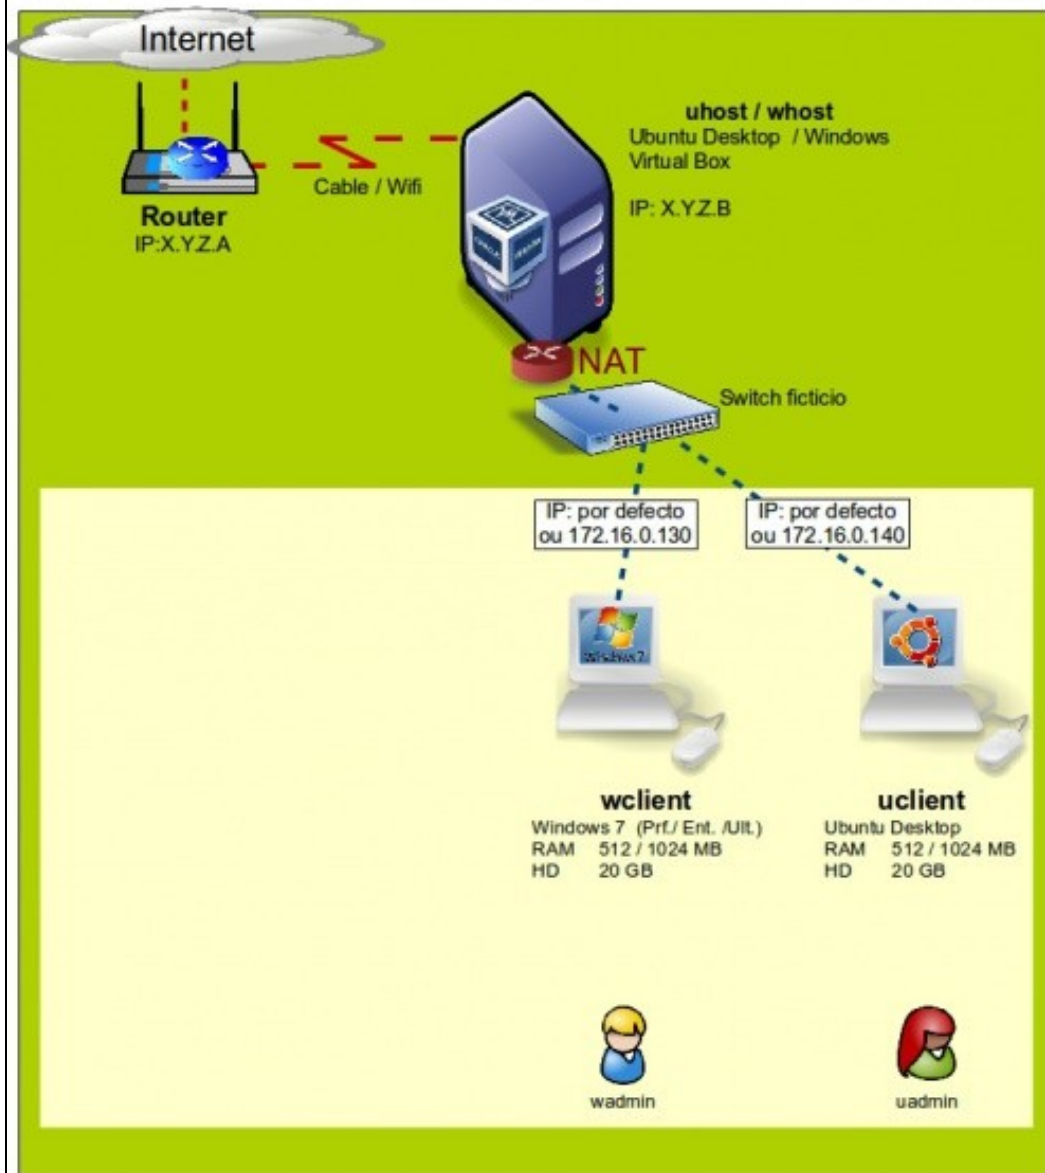 Internet
Router
IP:X.Y.Z.A
Cable / Wifi
uhost / whost
Ubuntu Desktop / Windows
Virtual Box
IP: X.Y.Z.B
NAT
Switch ficticio
IP: por defecto
ou 172.16.0.130
IP: por defecto
ou 172.16.0.140
Windows 7
wclient
Windows 7 (Prf./ Ent. /Ult.)
RAM 512 / 1024 MB
HD 20 GB
uclient
Ubuntu Desktop
RAM 512 / 1024 MB
HD 20 GB
wadmin
uadmin